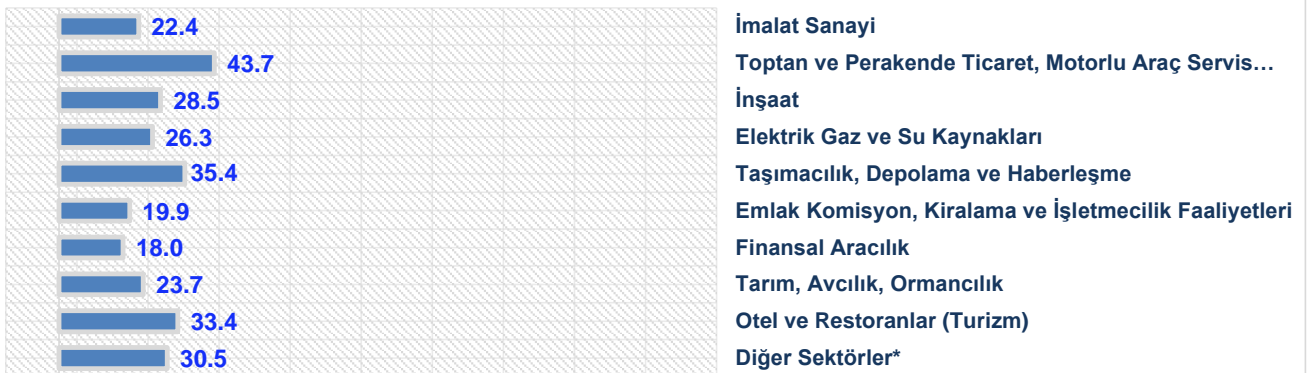 22.4 İmalat Sanayi
43.7 Toptan ve Perakende Ticaret, Motorlu Araç Servis…
28.5 İnşaat
26.3 Elektrik Gaz ve Su Kaynakları
35.4 Taşımacılık, Depolama ve Haberleşme
19.9 Emlak Komisyon, Kiralama ve İşletmecilik Faaliyetleri
18.0 Finansal Aracılık
23.7 Tarım, Avcılık, Ormancılık
33.4 Otel ve Restoranlar (Turizm)
30.5 Diğer Sektörler*